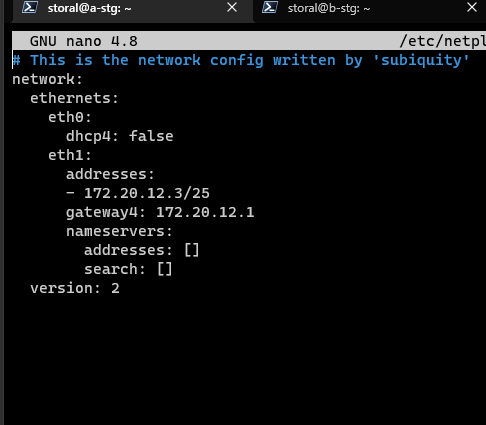 storal@a-stg: ~ storal@b-stg: ~
GNU nano 4.8 /etc/netpl
# This is the network config written by 'subiquity'
network:
  ethernets:
    eth0:
      dhcp4: false
    eth1:
      addresses:
      - 172.20.12.3/25
      gateway4: 172.20.12.1
      nameservers:
        addresses: []
        search: []
  version: 2